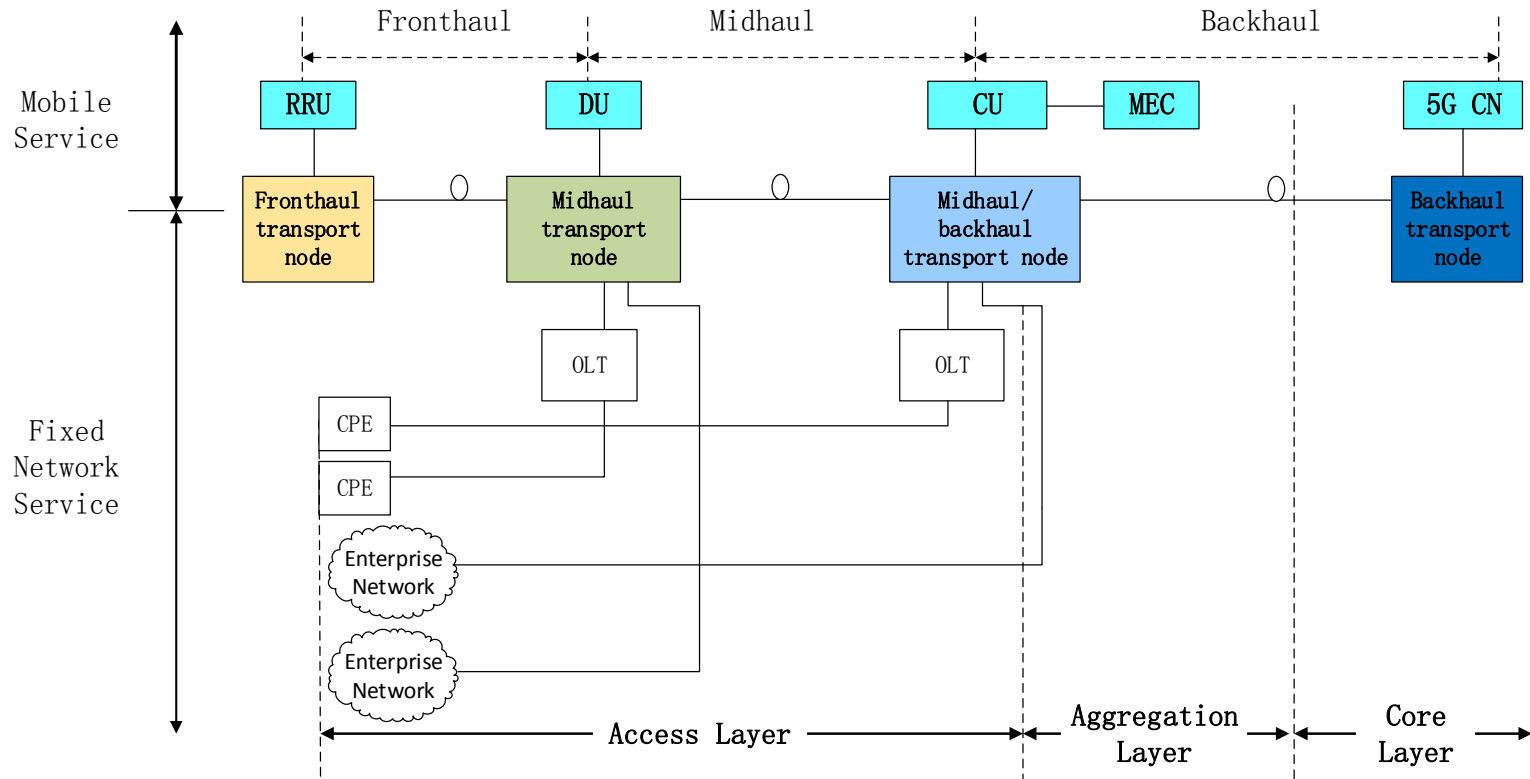 Fronthaul
Midhaul
Backhaul
Mobile
Service
RRU
DU
CU
MEC
5G CN
Fronthaul
transport
node
Midhaul
transport
node
Midhaul/
backhaul
transport node
Backhaul
transport
node
OLT
OLT
Fixed
Network
Service
CPE
CPE
Enterprise
Network
Enterprise
Network
Access Layer
Aggregation
Layer
Core
Layer